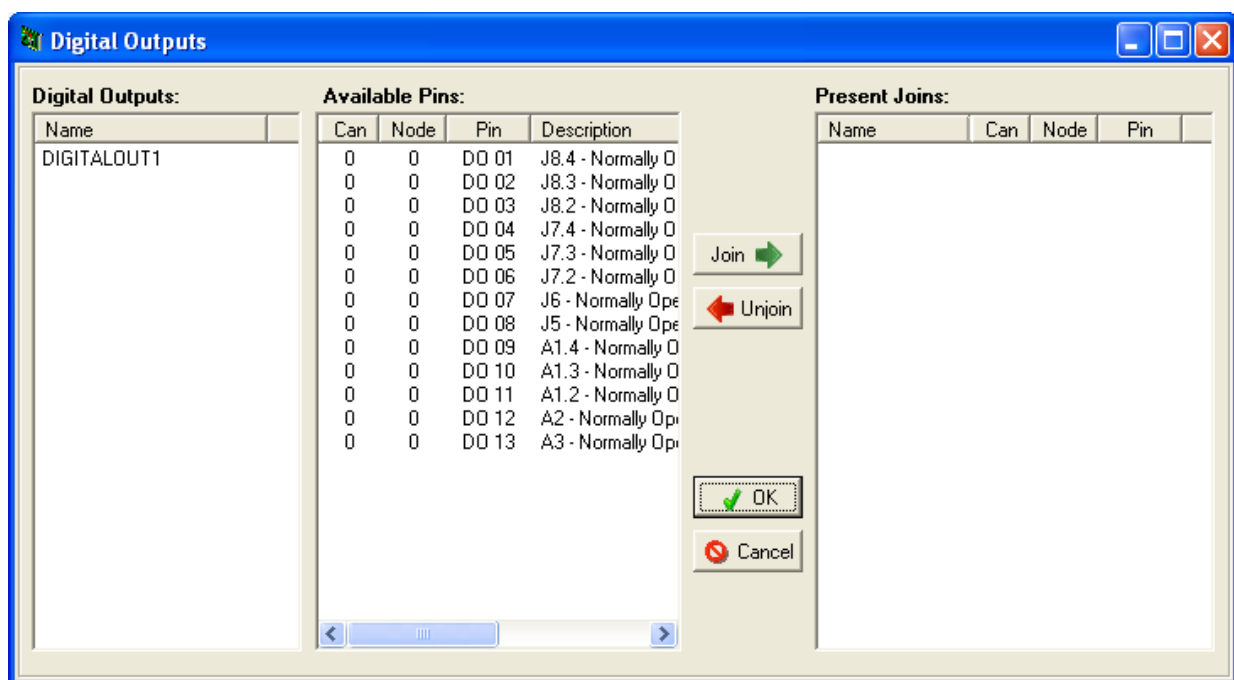 Digital Outputs
Digital Outputs: Available Pins: Present Joins:
Name Can Node Pin Description Name Can Node Pin
DIGITALOUT1 0 0 DO 01 J8.4 - Normally O
0 0 DO 02 J8.3 - Normally O
0 0 DO 03 J8.2 - Normally O
0 0 DO 04 J7.4 - Normally O
0 0 DO 05 J7.3 - Normally O
0 0 DO 06 J7.2 - Normally O
0 0 DO 07 J6 - Normally Ope
0 0 DO 08 J5 - Normally Ope
0 0 DO 09 A1.4 - Normally O
0 0 DO 10 A1.3 - Normally O
0 0 DO 11 A1.2 - Normally O
0 0 DO 12 A2 - Normally Op
0 0 DO 13 A3 - Normally Op
Join
Unjoin
OK
Cancel